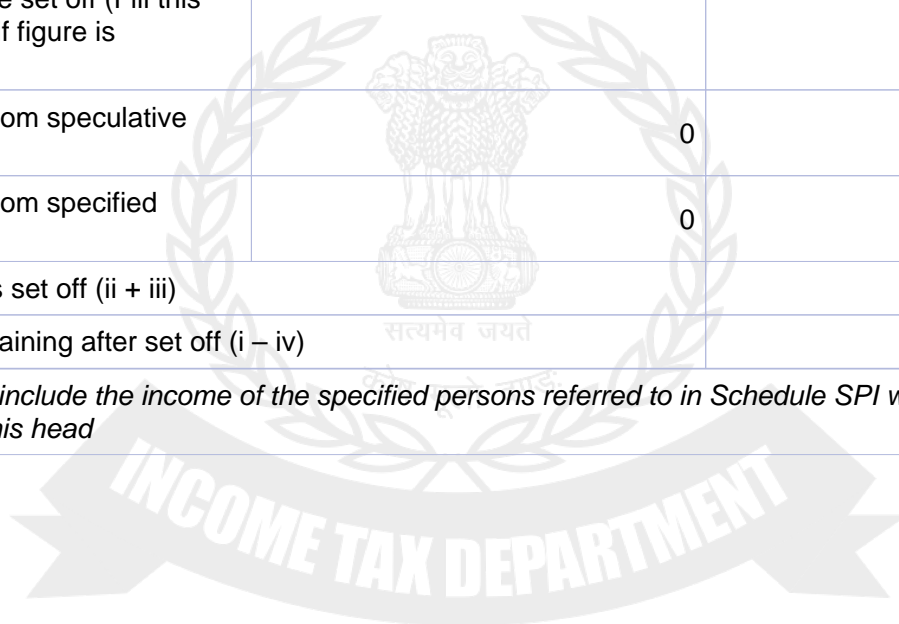 set off (Fill this
figure is
om speculative
0
om specified
0
set off (ii + iii)
aining after set off (i – iv)
सत्यमेव जयते
include the income of the specified persons referred to in Schedule SPI
his head
INCOME TAX DEPARTMENT